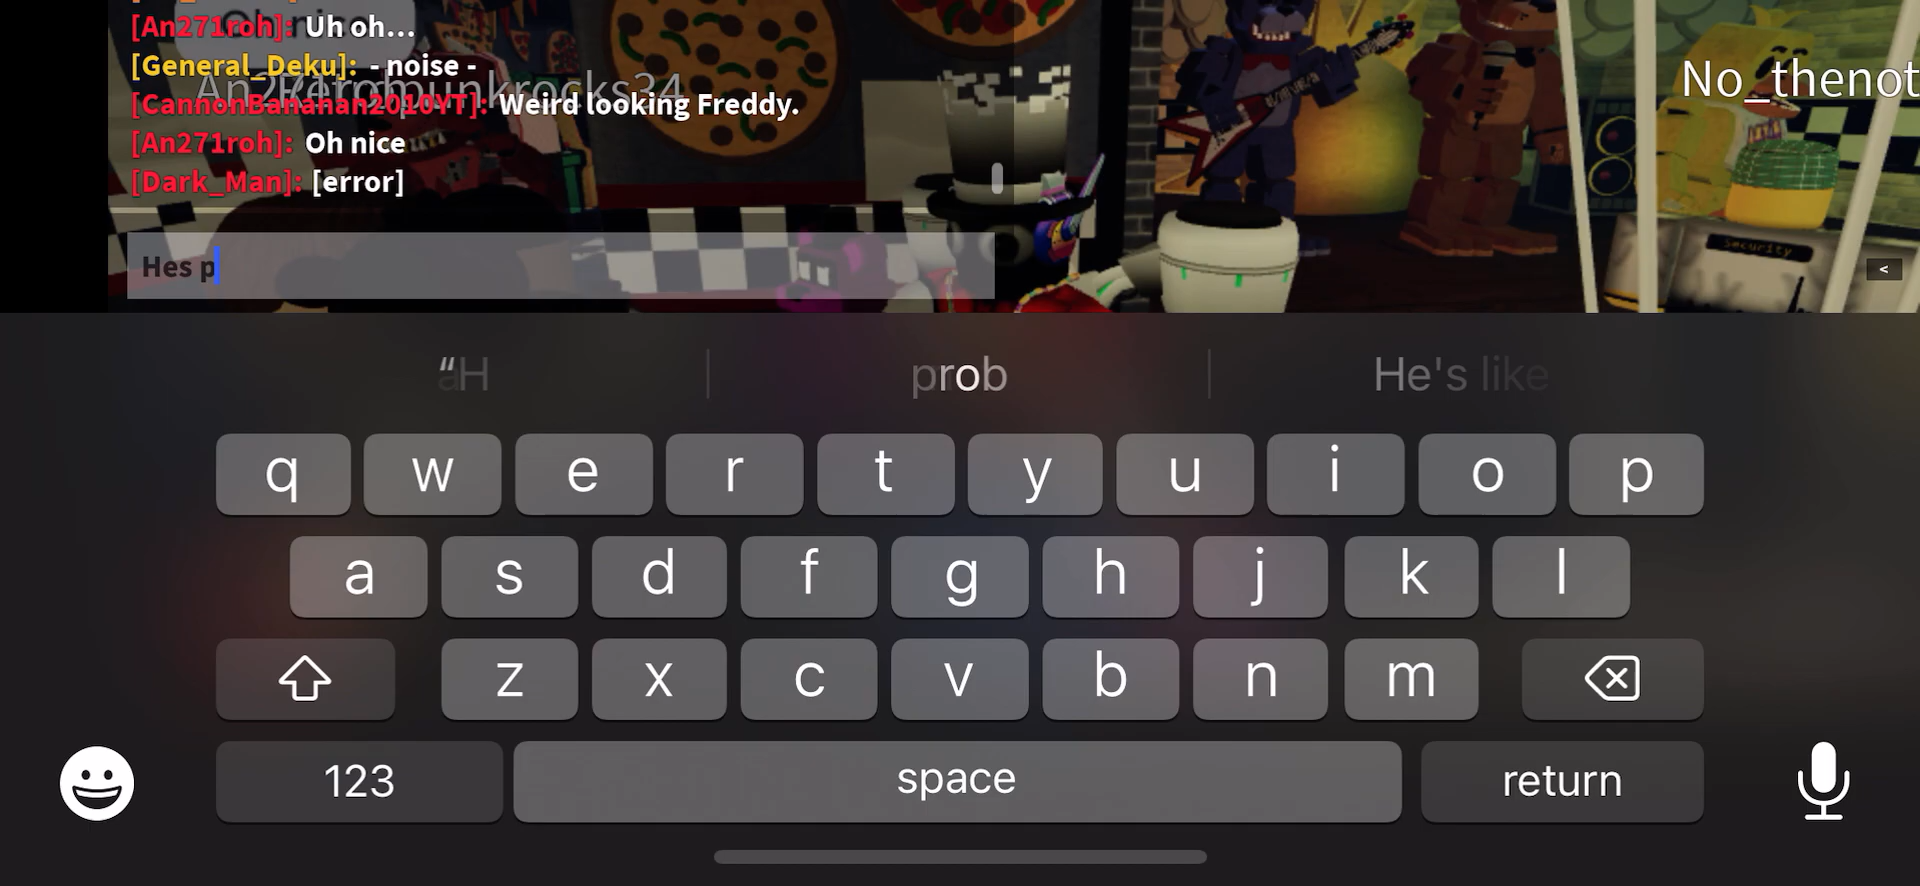 [An271roh]: Uh oh...
[General_Deku]: - noise -
[CannonBananan2010YT]: Weird looking Freddy.
[An271roh]: Oh nice
[Dark_Man]: [error]
No_thenot
Security
<
Hes p
prob
He's like
q w e r t y u i o p
a s d f g h j k l
z x c v b n m
123 space return